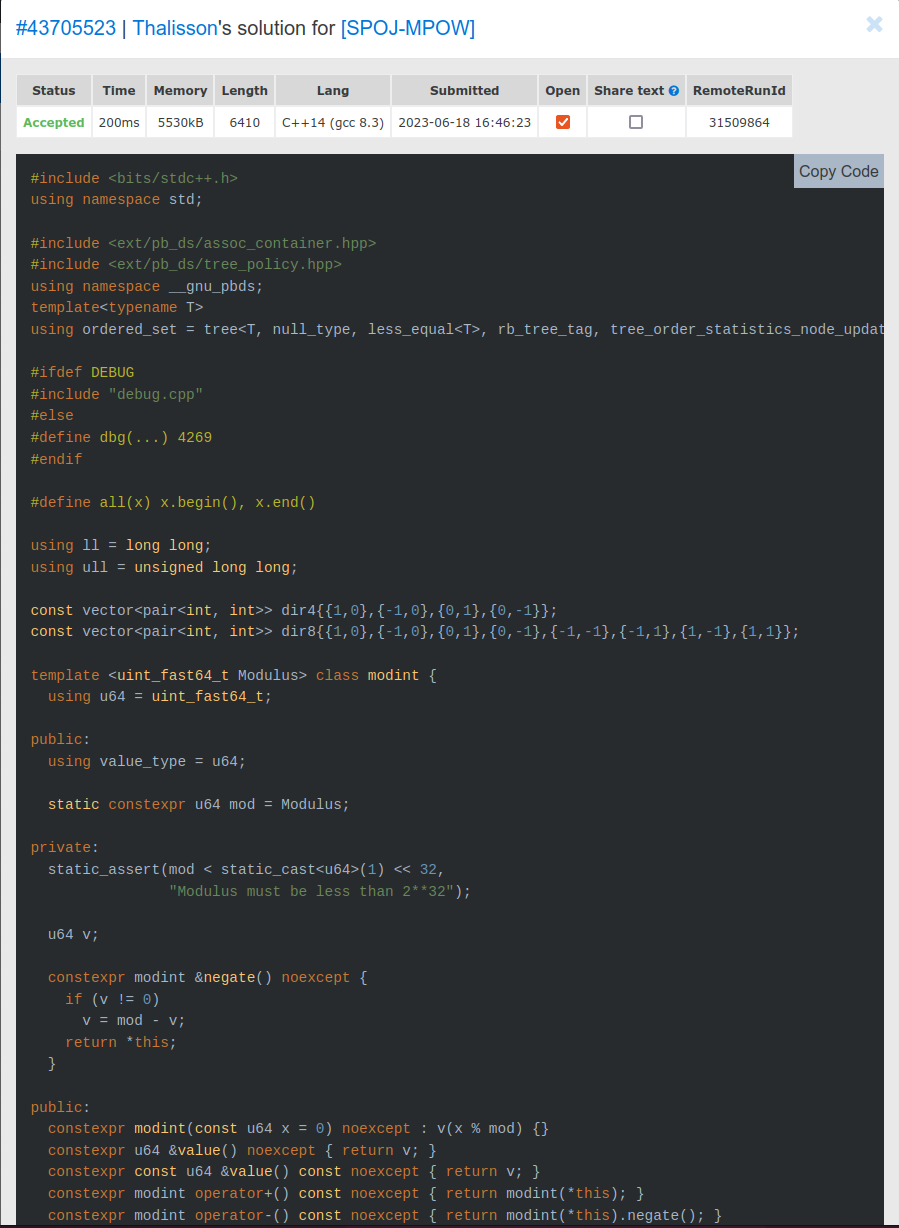 #43705523 | Thalisson's solution for [SPOJ-MPOW]
Status Time Memory Length Lang Submitted Open Share text RemoteRunId
Accepted 200ms 5530kB 6410 C++14 (gcc 8.3) 2023-06-18 16:46:23 31509864
Copy Code
#include <bits/stdc++.h>
using namespace std;
#include <ext/pb_ds/assoc_container.hpp>
#include <ext/pb_ds/tree_policy.hpp>
using namespace __gnu_pbds;
template<typename T>
using ordered_set = tree<T, null_type, less_equal<T>, rb_tree_tag, tree_order_statistics_node_updat
#ifdef DEBUG
#include "debug.cpp"
#else
#define dbg(...) 4269
#endif
#define all(x) x.begin(), x.end()
using ll = long long;
using ull = unsigned long long;
const vector<pair<int, int>> dir4{{1,0},{-1,0},{0,1},{0,-1}};
const vector<pair<int, int>> dir8{{1,0},{-1,0},{0,1},{0,-1},{-1,-1},{-1,1},{1,-1},{1,1}};
template <uint_fast64_t Modulus> class modint {
using u64 = uint_fast64_t;
public:
using value_type = u64;
static constexpr u64 mod = Modulus;
private:
static_assert(mod < static_cast<u64>(1) << 32,
"Modulus must be less than 2**32");
u64 v;
constexpr modint &negate() noexcept {
if (v != 0)
v = mod - v;
return *this;
}
public:
constexpr modint(const u64 x = 0) noexcept : v(x % mod) {}
constexpr u64 &value() noexcept { return v; }
constexpr const u64 &value() const noexcept { return v; }
constexpr modint operator+() const noexcept { return modint(*this); }
constexpr modint operator-() const noexcept { return modint(*this).negate(); }